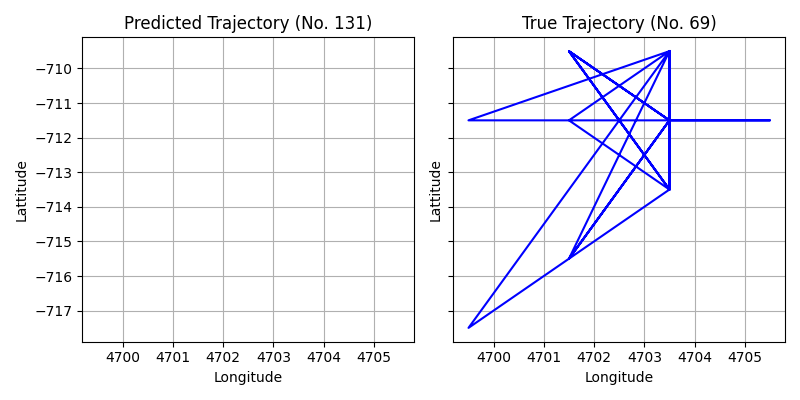 Predicted Trajectory (No. 131)
True Trajectory (No. 69)
−710
−711
−712
−713
−714
−715
−716
−717
Lattitude
Lattitude
4700 4701 4702 4703 4704 4705
4700 4701 4702 4703 4704 4705
Longitude
Longitude